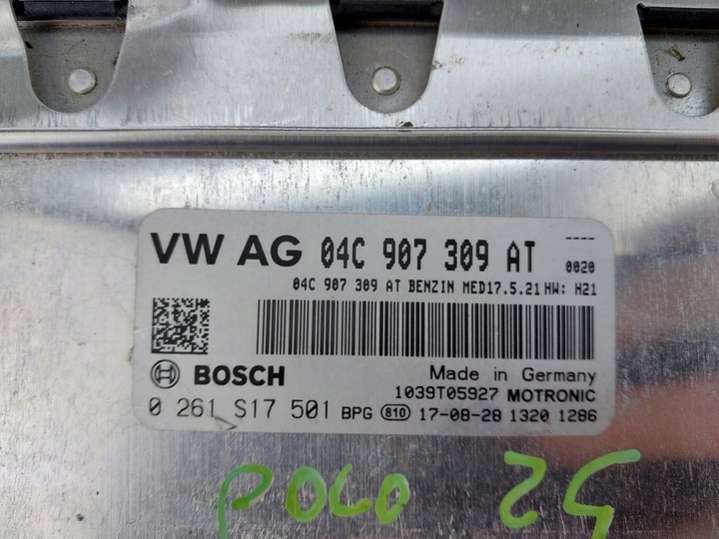 VW AG 04C 907 309 AT ----
0020
04C 907 309 AT BENZIN MED17.5.21 HW: H21
BOSCH Made in Germany
1039T05927 MOTRONIC
0 261 S17 501 BPG 810 17-08-28 1320 1286
POLO 25